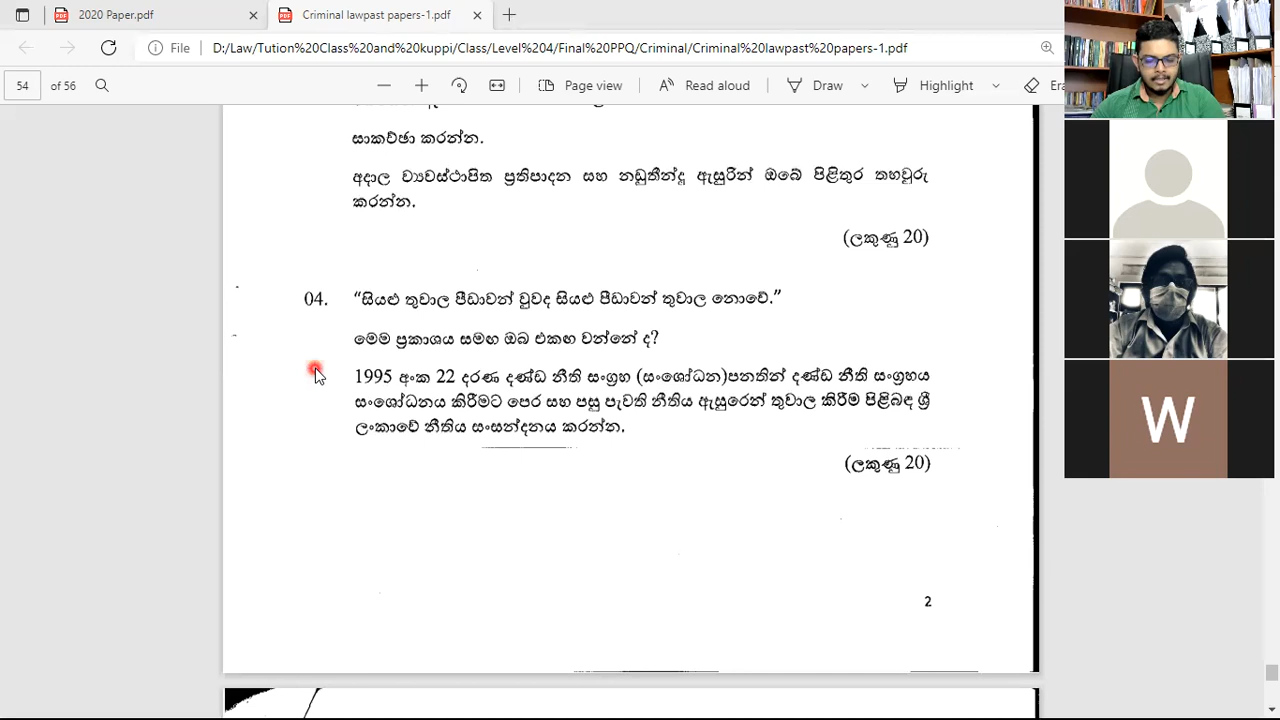 2020 Paper.pdf
Criminal lawpast papers-1.pdf
File
D:/Law/Tution%20Class%20and%20kuppi/Class/Level%204/Final%20PPQ/Criminal/Criminal%20lawpast%20papers-1.pdf
54 of 56
Page view
Read aloud
Draw
Highlight
Era
සාකච්ඡා කරන්න.
අදාල ව්‍යවස්ථාපිත ප්‍රතිපාදන සහ නඩුතීන්දු ඇසුරින් ඔබේ පිළිතුර තහවුරු
කරන්න.
(ලකුණු 20)
04. “සියළු තුවාල පීඩාවන් වුවද සියළු පීඩාවන් තුවාල නොවේ.”
මෙම ප්‍රකාශය සමඟ ඔබ එකඟ වන්නේ ද?
1995 අංක 22 දරණ දණ්ඩ නීති සංග්‍රහ (සංශෝධන)පනතින් දණ්ඩ නීති සංග්‍රහය
සංශෝධනය කිරීමට පෙර සහ පසු පැවති නීතිය ඇසුරෙන් තුවාල කිරීම පිළිබඳ ශ්‍රී
ලංකාවේ නීතිය සංසන්දනය කරන්න.
(ලකුණු 20)
2
W